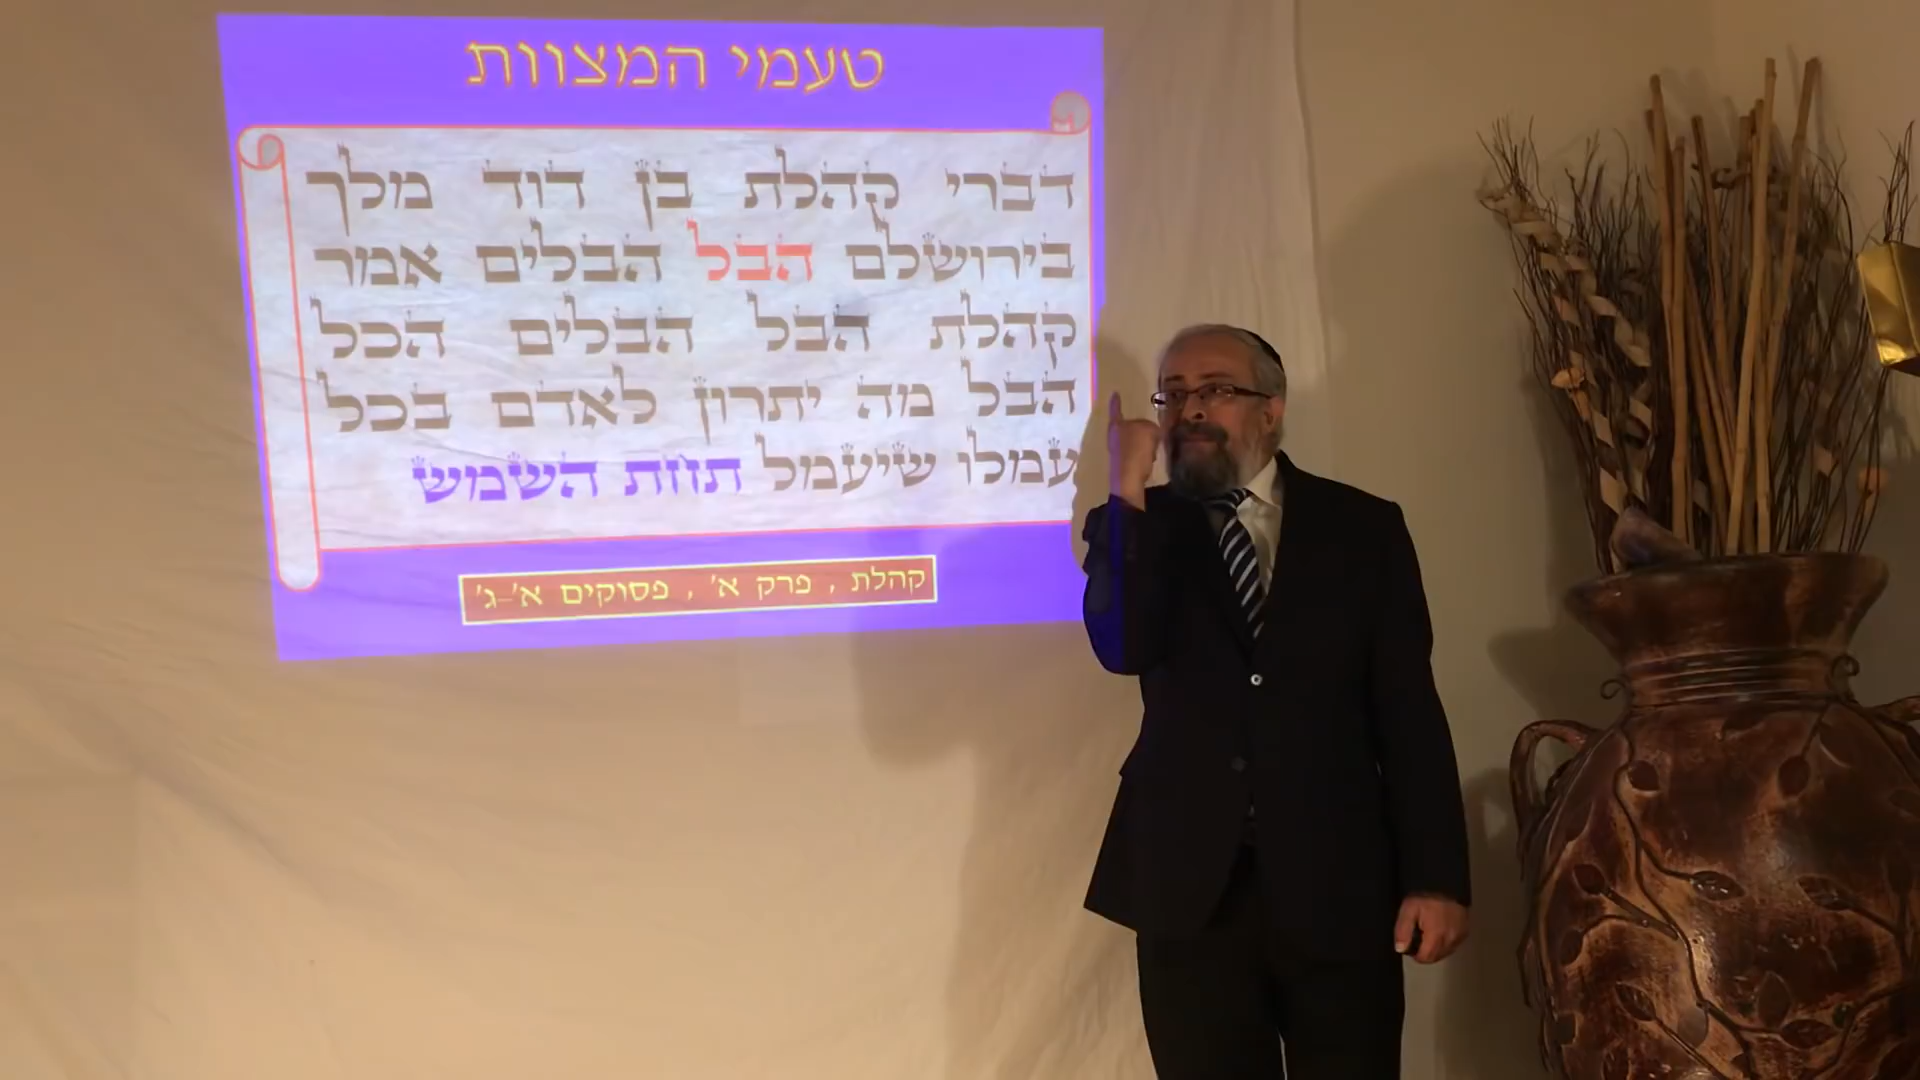 טעמי המצוות
דברי קהלת בן דוד מלך
בירושלם הבל הבלים אמר
קהלת הבל הבלים הכל
הבל מה יתרון לאדם בכל
עמלו שיעמל תחת השמש
קהלת , פרק א' , פסוקים א'-ג'